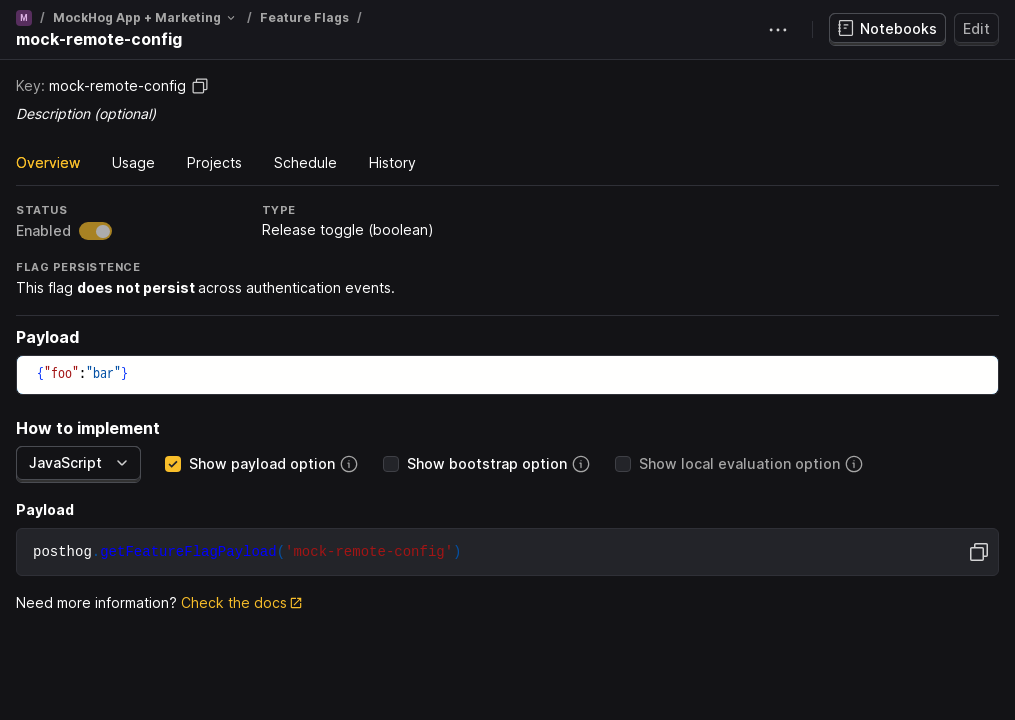 M / MockHog App + Marketing / Feature Flags /
mock-remote-config
Notebooks
Edit
Key: mock-remote-config
Description (optional)
Overview Usage Projects Schedule History
STATUS TYPE
Enabled Release toggle (boolean)
FLAG PERSISTENCE
This flag does not persist across authentication events.
Payload
{"foo":"bar"}
How to implement
JavaScript Show payload option Show bootstrap option Show local evaluation option
Payload
posthog.getFeatureFlagPayload('mock-remote-config')
Need more information? Check the docs